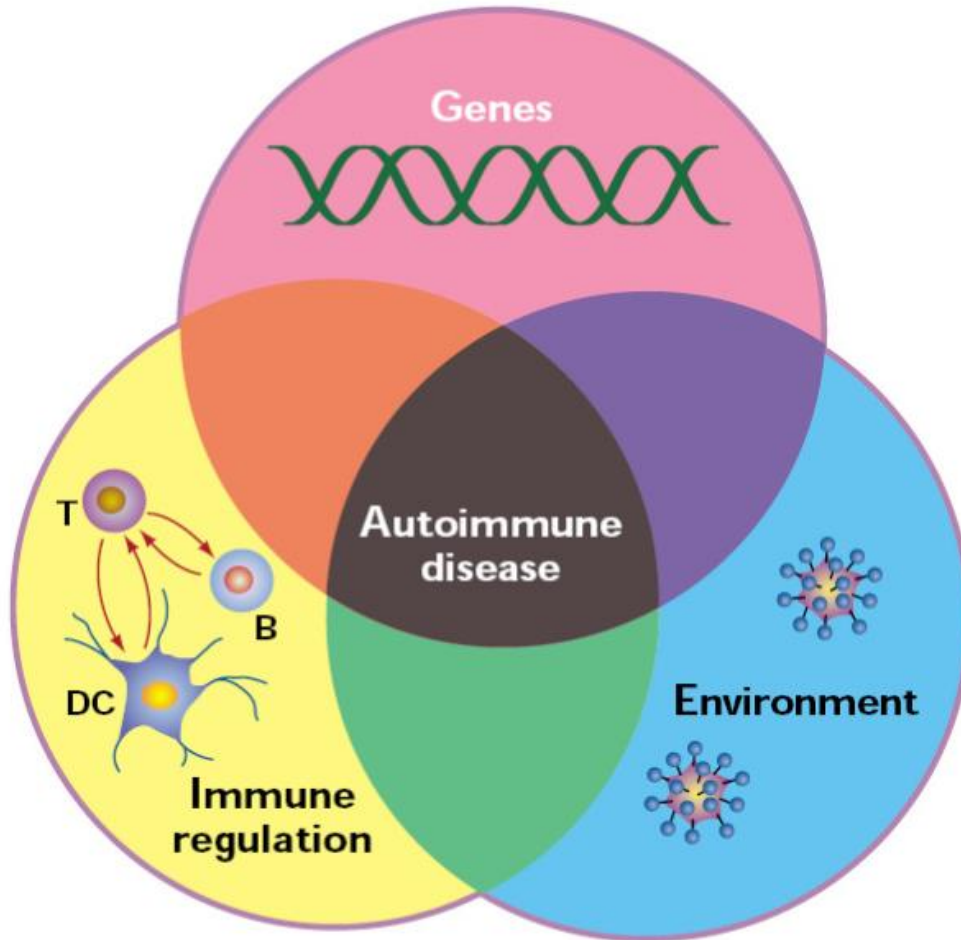 Genes
Autoimmune
disease
T
B
DC
Immune
regulation
Environment